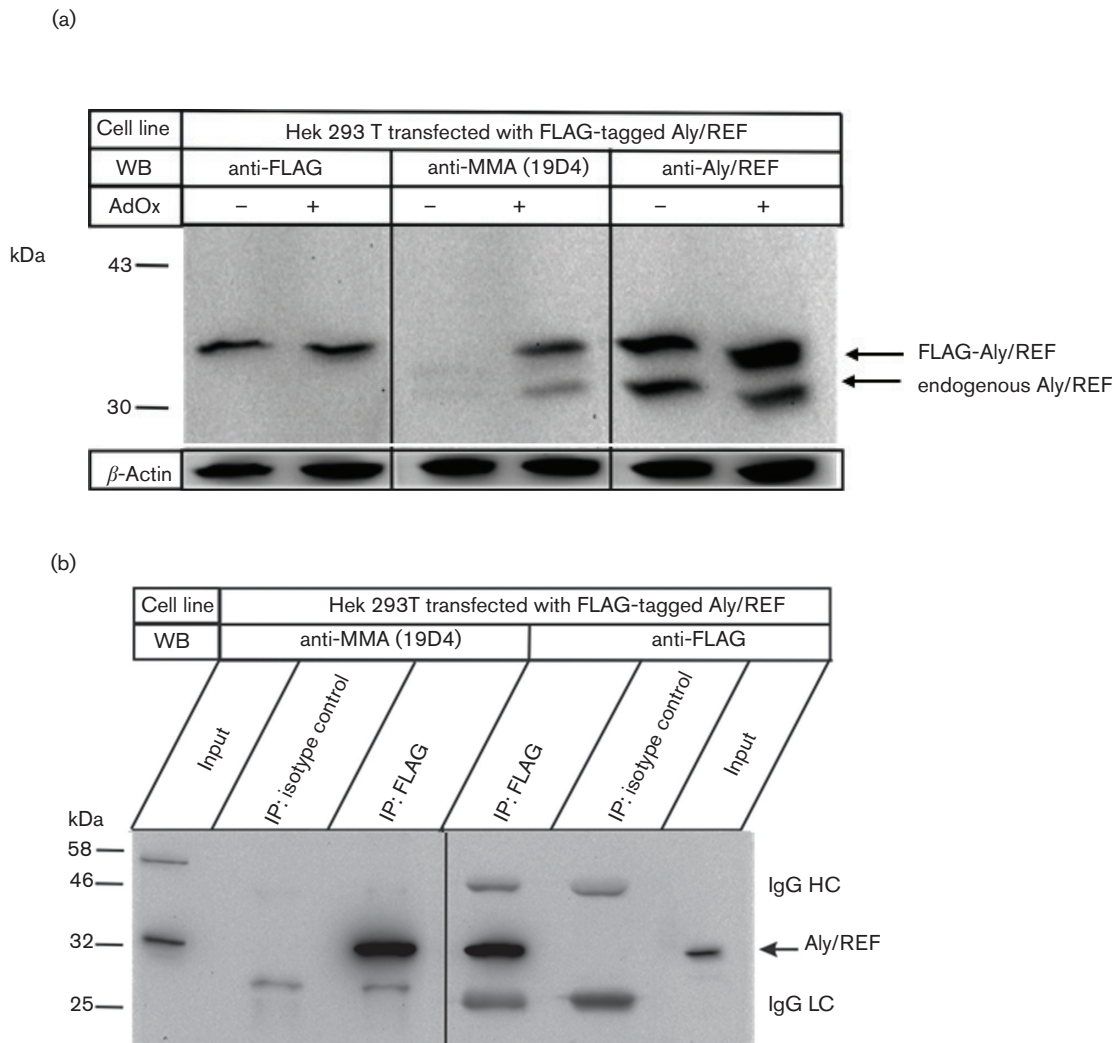 (a)
Cell line Hek 293 T transfected with FLAG-tagged Aly/REF
WB anti-FLAG anti-MMA (19D4) anti-Aly/REF
AdOx – + – + – +
kDa
43
FLAG-Aly/REF
endogenous Aly/REF
30
β-Actin
(b)
Cell line Hek 293T transfected with FLAG-tagged Aly/REF
WB anti-MMA (19D4) anti-FLAG
Input IP: isotype control IP: FLAG IP: FLAG IP: isotype control Input
kDa
58
46 IgG HC
32 Aly/REF
25 IgG LC